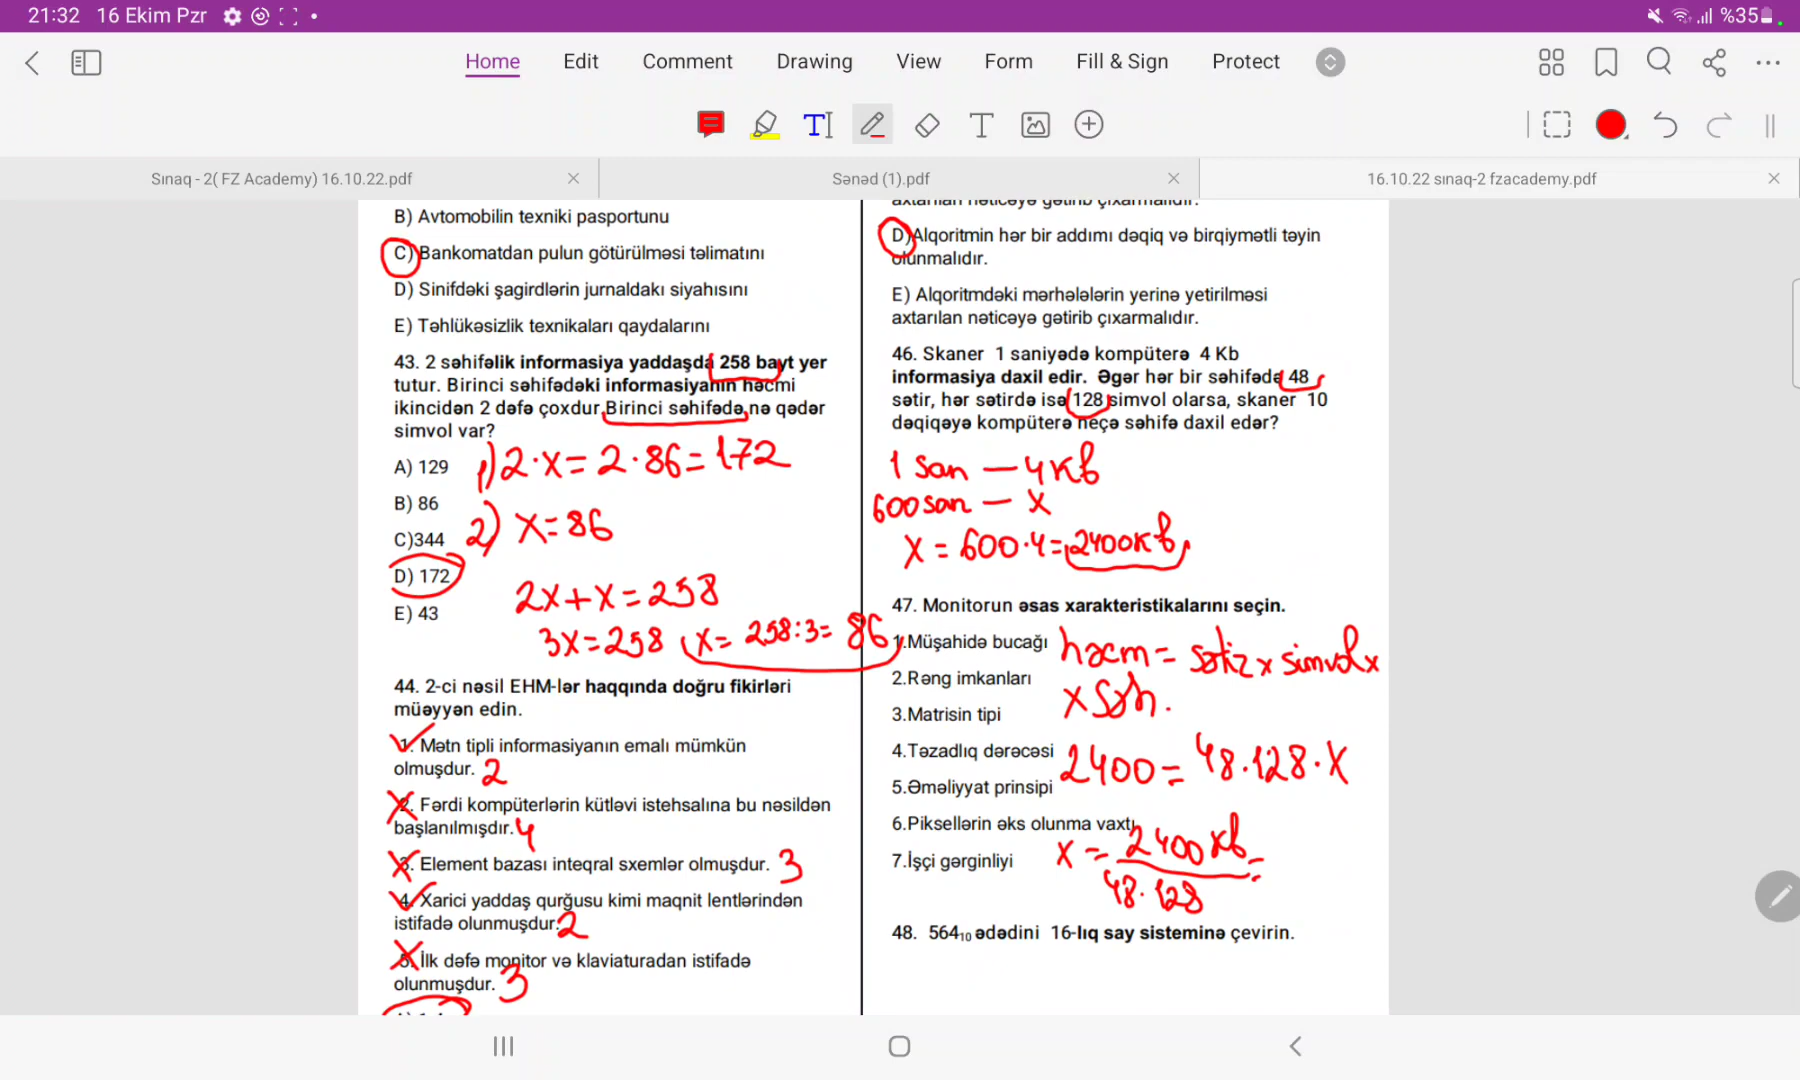 21:32 16 Ekim Pzr
%35
Home Edit Comment Drawing View Form Fill & Sign Protect
Sınaq - 2( FZ Academy) 16.10.22.pdf
Sənəd (1).pdf
16.10.22 sınaq-2 fzacademy.pdf
B) Avtomobilin texniki pasportunu
C) Bankomatdan pulun götürülməsi təlimatını
D) Sinifdəki şagirdlərin jurnaldakı siyahısını
E) Təhlükəsizlik texnikaları qaydalarını
43. 2 səhifəlik informasiya yaddaşda 258 bayt yer
tutur. Birinci səhifədəki informasiyanın həcmi
ikincidən 2 dəfə çoxdur.Birinci səhifədə nə qədər
simvol var?
A) 129
1) 2·x=2·86=172
B) 86
2) x=86
C)344
D) 172
2x+x=258
E) 43
3x=258 x= 258:3= 86
44. 2-ci nəsil EHM-lər haqqında doğru fikirləri
müəyyən edin.
1. Mətn tipli informasiyanın emalı mümkün
olmuşdur. 2
2. Fərdi kompüterlərin kütləvi istehsalına bu nəsildən
başlanılmışdır. 4
3. Element bazası inteqral sxemlər olmuşdur. 3
4. Xarici yaddaş qurğusu kimi maqnit lentlərindən
istifadə olunmuşdur. 2
5. İlk dəfə monitor və klaviaturadan istifadə
olunmuşdur. 3
axtarılan nəticəyə gətirib çıxarmalıdır.
D)Alqoritmin hər bir addımı dəqiq və birqiymətli təyin
olunmalıdır.
E) Alqoritmdəki mərhələlərin yerinə yetirilməsi
axtarılan nəticəyə gətirib çıxarmalıdır.
46. Skaner 1 saniyədə kompüterə 4 Kb
informasiya daxil edir. Əgər hər bir səhifədə 48
sətir, hər sətirdə isə 128 simvol olarsa, skaner 10
dəqiqəyə kompüterə neçə səhifə daxil edər?
1 san — 4Kb
600san — x
x = 600·4=2400Kb
47. Monitorun əsas xarakteristikalarını seçin.
1.Müşahidə bucağı
həcm = sətir x simvol x
2.Rəng imkanları
x səh.
3.Matrisin tipi
4.Təzadlıq dərəcəsi
2400 = 48·128·x
5.Əməliyyat prinsipi
6.Piksellərin əks olunma vaxtı
x = 2400 Kb =
7.İşçi gərginliyi
48·128
48. 564₁₀ ədədini 16-lıq say sisteminə çevirin.